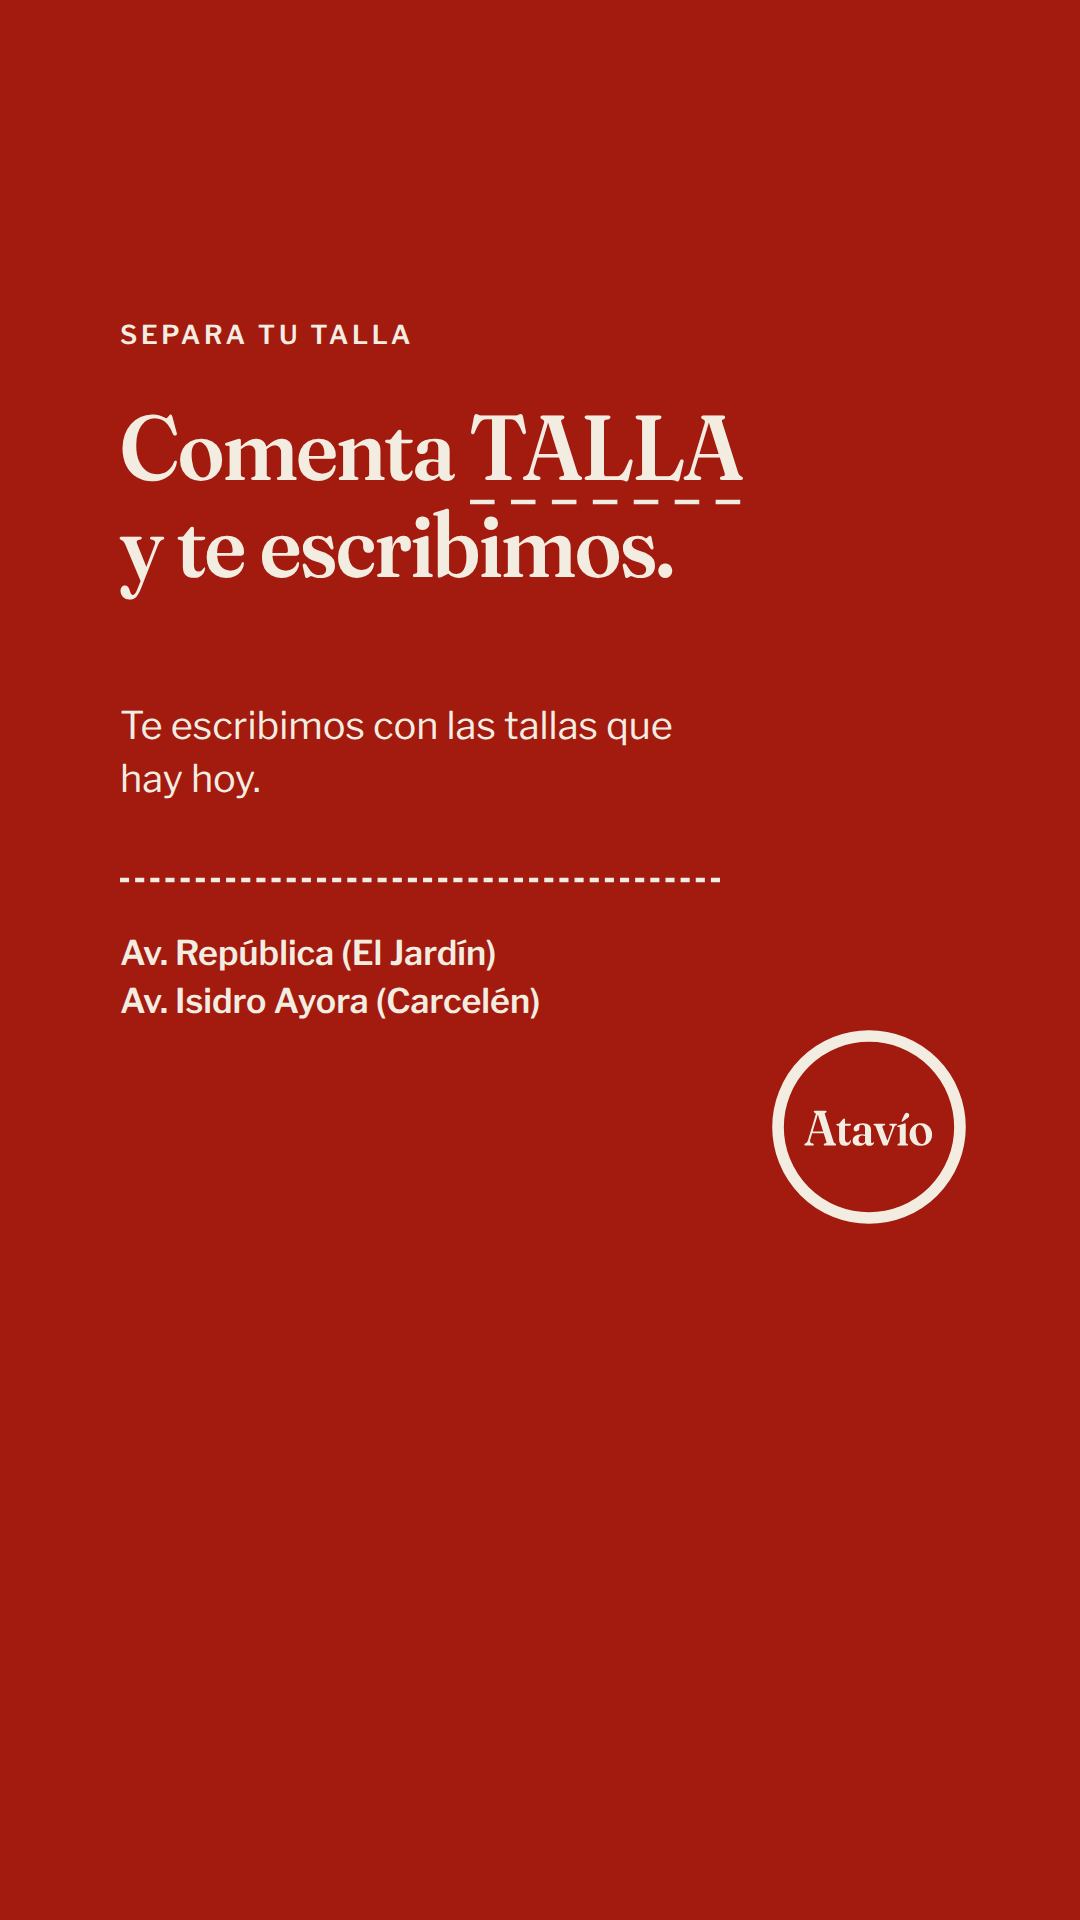 SEPARA TU TALLA
Comenta TALLA
y te escribimos.
Te escribimos con las tallas que
hay hoy.
Av. República (El Jardín)
Av. Isidro Ayora (Carcelén)
Atavío